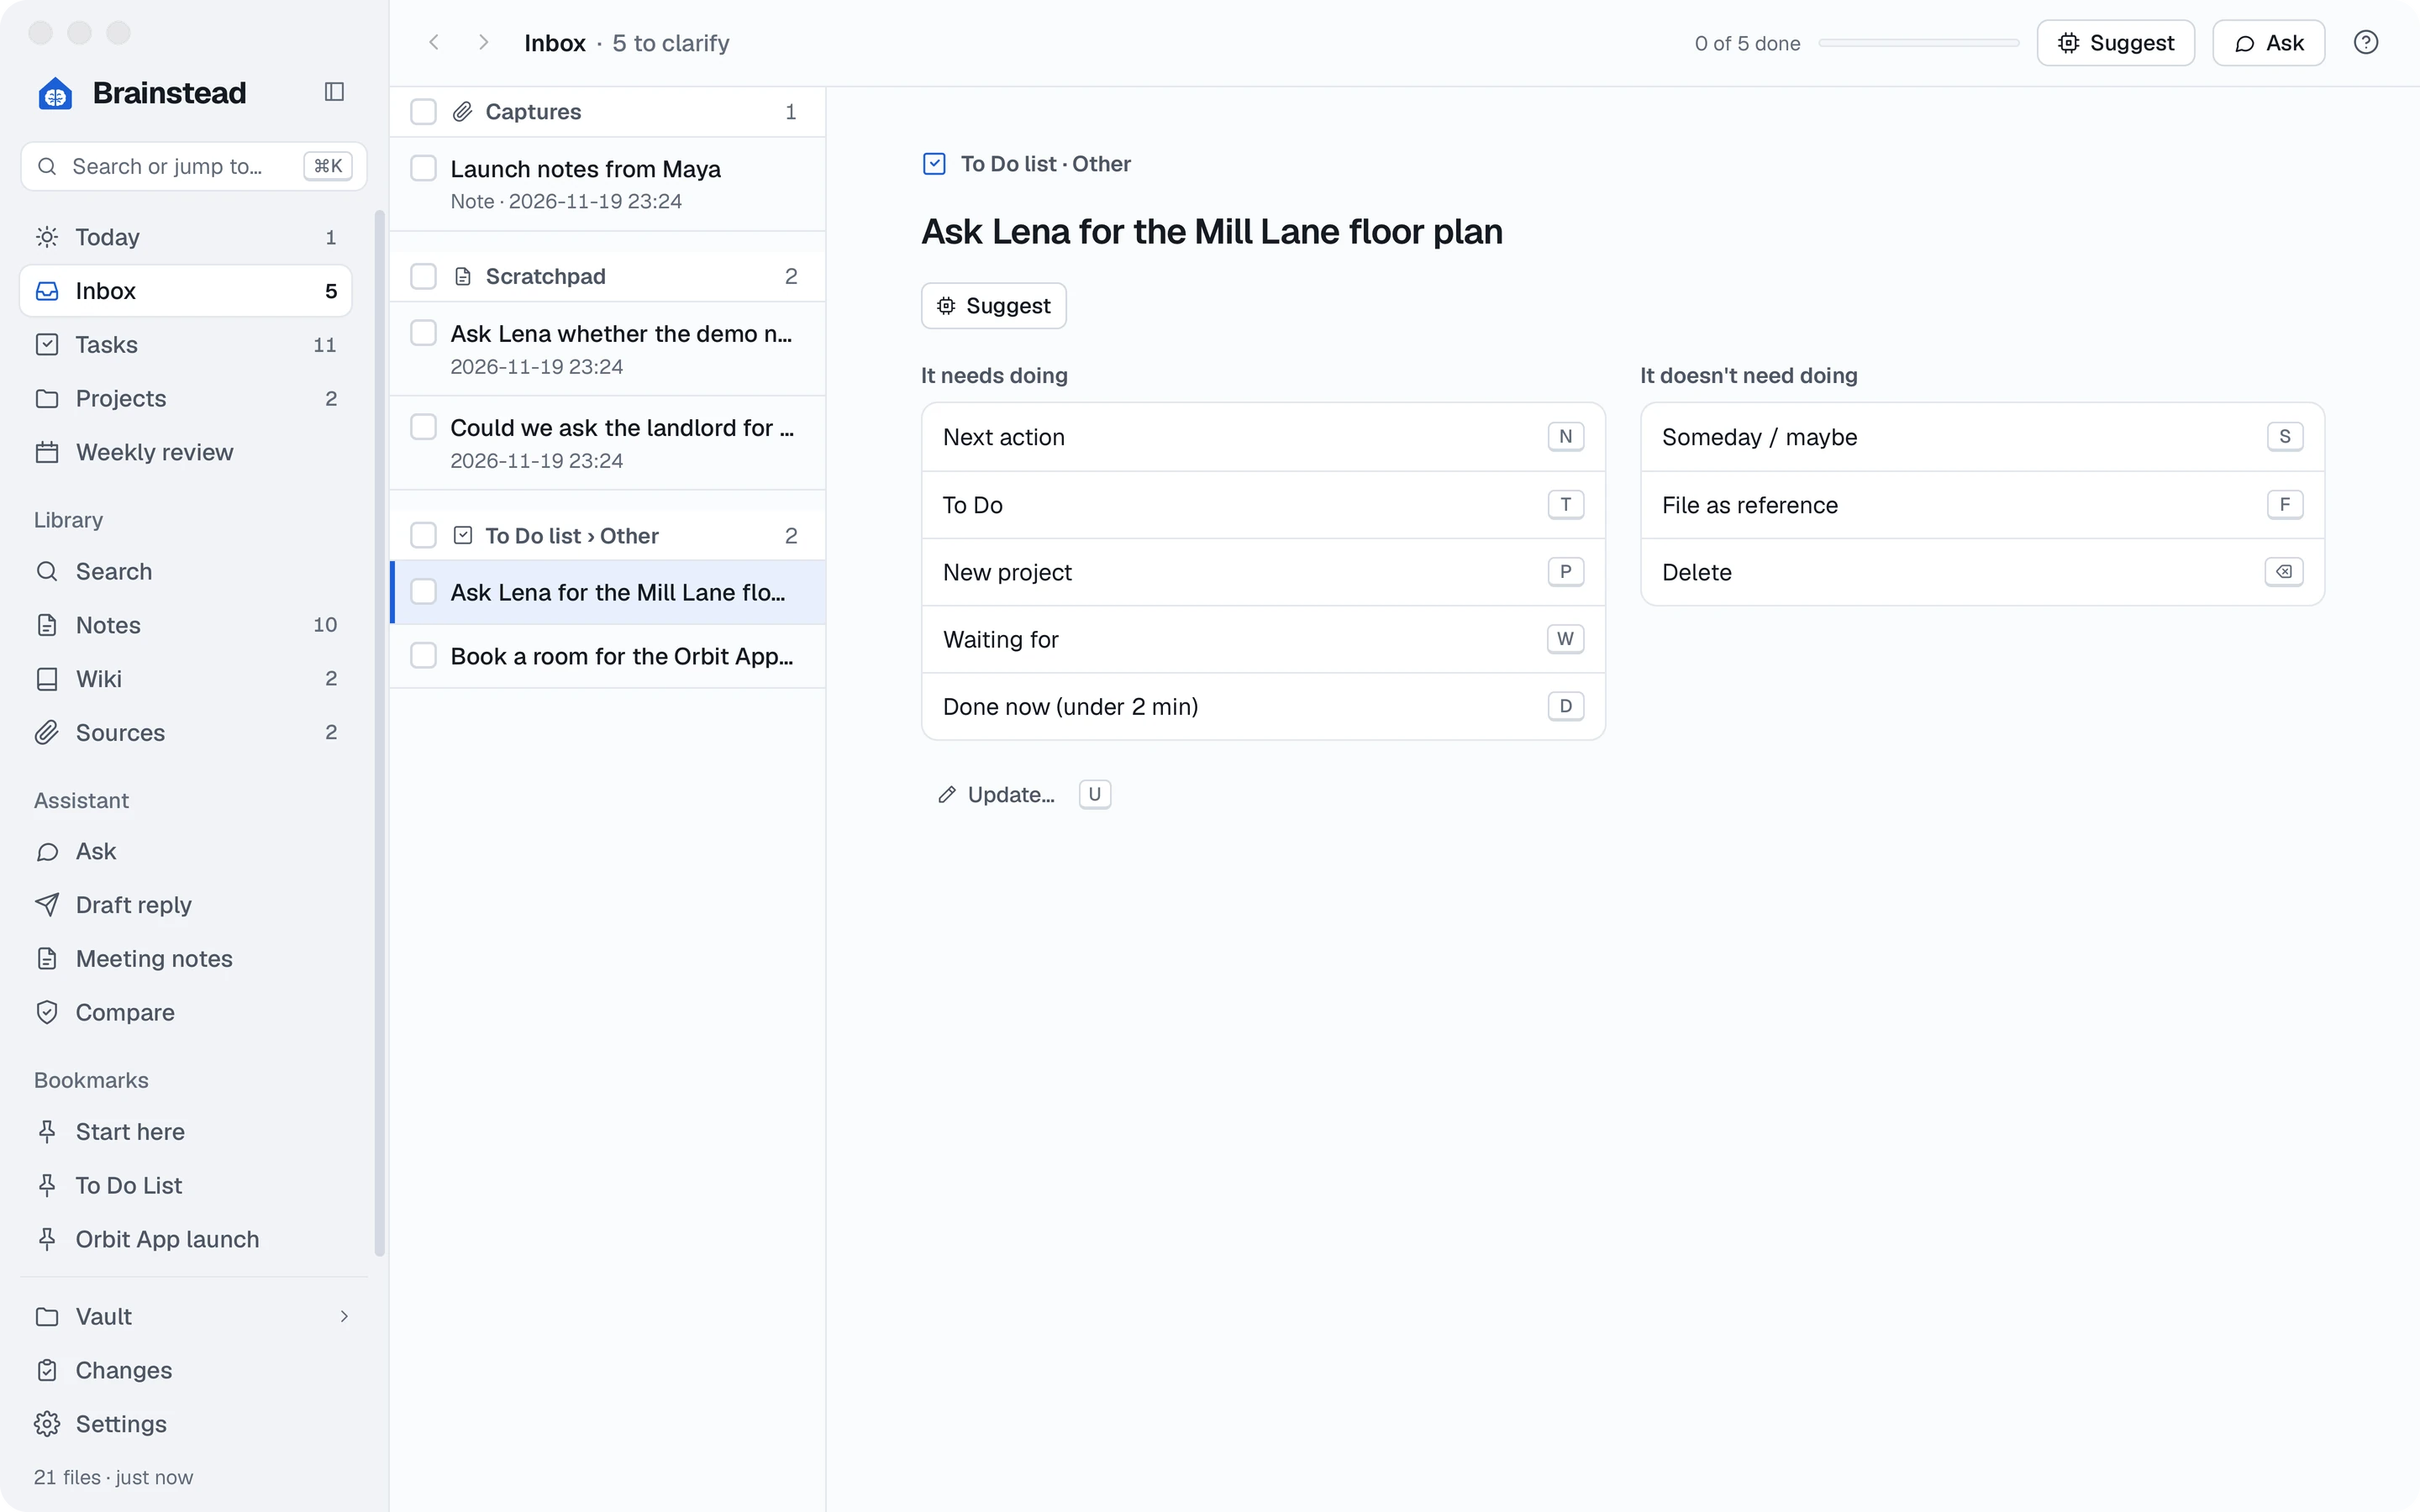 Brainstead
Search or jump to... ⌘K
Today 1
Inbox 5
Tasks 11
Projects 2
Weekly review
Library
Search
Notes 10
Wiki 2
Sources 2
Assistant
Ask
Draft reply
Meeting notes
Compare
Bookmarks
Start here
To Do List
Orbit App launch
Vault
Changes
Settings
21 files · just now
Inbox · 5 to clarify
0 of 5 done
Suggest
Ask
Captures 1
Launch notes from Maya
Note · 2026-11-19 23:24
Scratchpad 2
Ask Lena whether the demo n...
2026-11-19 23:24
Could we ask the landlord for ...
2026-11-19 23:24
To Do list › Other 2
Ask Lena for the Mill Lane flo...
Book a room for the Orbit App...
To Do list · Other
Ask Lena for the Mill Lane floor plan
Suggest
It needs doing
Next action N
To Do T
New project P
Waiting for W
Done now (under 2 min) D
Update... U
It doesn't need doing
Someday / maybe S
File as reference F
Delete